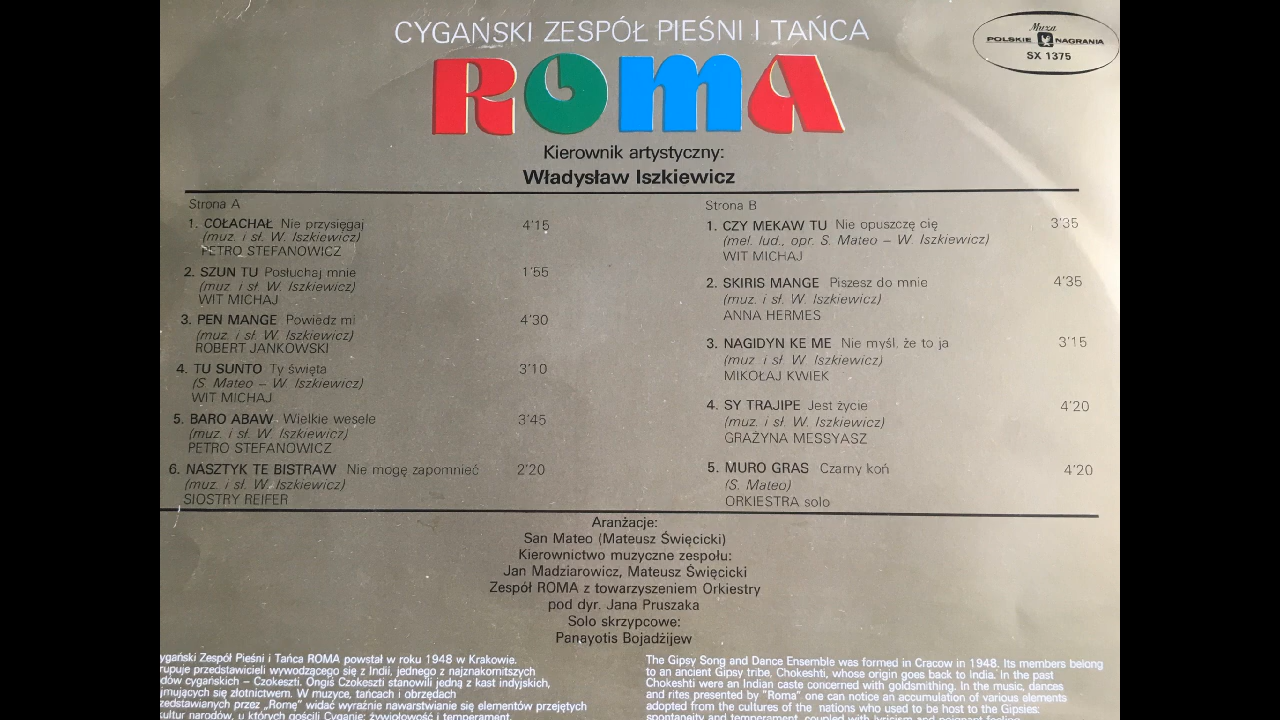 CYGAŃSKI ZESPÓŁ PIEŚNI I TAŃCA
Muza
POLSKIE NAGRANIA
SX 1375
ROMA
Kierownik artystyczny:
Władysław Iszkiewicz
Strona A
1. COŁACHAŁ Nie przysięgaj 4'15
(muz. i sł. W. Iszkiewicz)
PETRO STEFANOWICZ
2. SZUN TU Posłuchaj mnie 1'55
(muz. i sł. W. Iszkiewicz)
WIT MICHAJ
3. PEN MANGE Powiedz mi 4'30
(muz. i sł. W. Iszkiewicz)
ROBERT JANKOWSKI
4. TU SUNTO Ty święta 3'10
(S. Mateo – W. Iszkiewicz)
WIT MICHAJ
5. BARO ABAW Wielkie wesele 3'45
(muz. i sł. W. Iszkiewicz)
PETRO STEFANOWICZ
6. NASZTYK TE BISTRAW Nie mogę zapomnieć 2'20
(muz. i sł. W. Iszkiewicz)
SIOSTRY REIFER
Strona B
1. CZY MEKAW TU Nie opuszczę cię 3'35
(mel. lud., opr. S. Mateo – W. Iszkiewicz)
WIT MICHAJ
2. SKIRIS MANGE Piszesz do mnie 4'35
(muz. i sł. W. Iszkiewicz)
ANNA HERMES
3. NAGIDYN KE ME Nie myśl, że to ja 3'15
(muz. i sł. W. Iszkiewicz)
MIKOŁAJ KWIEK
4. SY TRAJIPE Jest życie 4'20
(muz. i sł. W. Iszkiewicz)
GRAŻYNA MESSYASZ
5. MURO GRAS Czarny koń 4'20
(S. Mateo)
ORKIESTRA solo
Aranżacje:
San Mateo (Mateusz Święcicki)
Kierownictwo muzyczne zespołu:
Jan Madziarowicz, Mateusz Święcicki
Zespół ROMA z towarzyszeniem Orkiestry
pod dyr. Jana Pruszaka
Solo skrzypcowe:
Panayotis Bojadżijew
ygański Zespół Pieśni i Tańca ROMA powstał w roku 1948 w Krakowie.
rupuje przedstawicieli wywodzącego się z Indii, jednego z najznakomitszych
dów cygańskich – Czokeszti. Ongiś Czokeszti stanowili jedną z kast indyjskich,
jmujących się złotnictwem. W muzyce, tańcach i obrzędach
zedstawianych przez „Romę" widać wyraźnie nawarstwianie się elementów przejętych
kultur narodów, u których gościli Cyganie: żywiołowość i temperament,
The Gipsy Song and Dance Ensemble was formed in Cracow in 1948. Its members belong
to an ancient Gipsy tribe, Chokeshti, whose origin goes back to India. In the past
Chokeshti were an Indian caste concerned with goldsmithing. In the music, dances
and rites presented by "Roma" one can notice an accumulation of various elements
adopted from the cultures of the nations who used to be host to the Gipsies:
spontaneity and temperament, coupled with lyricism and poignant feeling